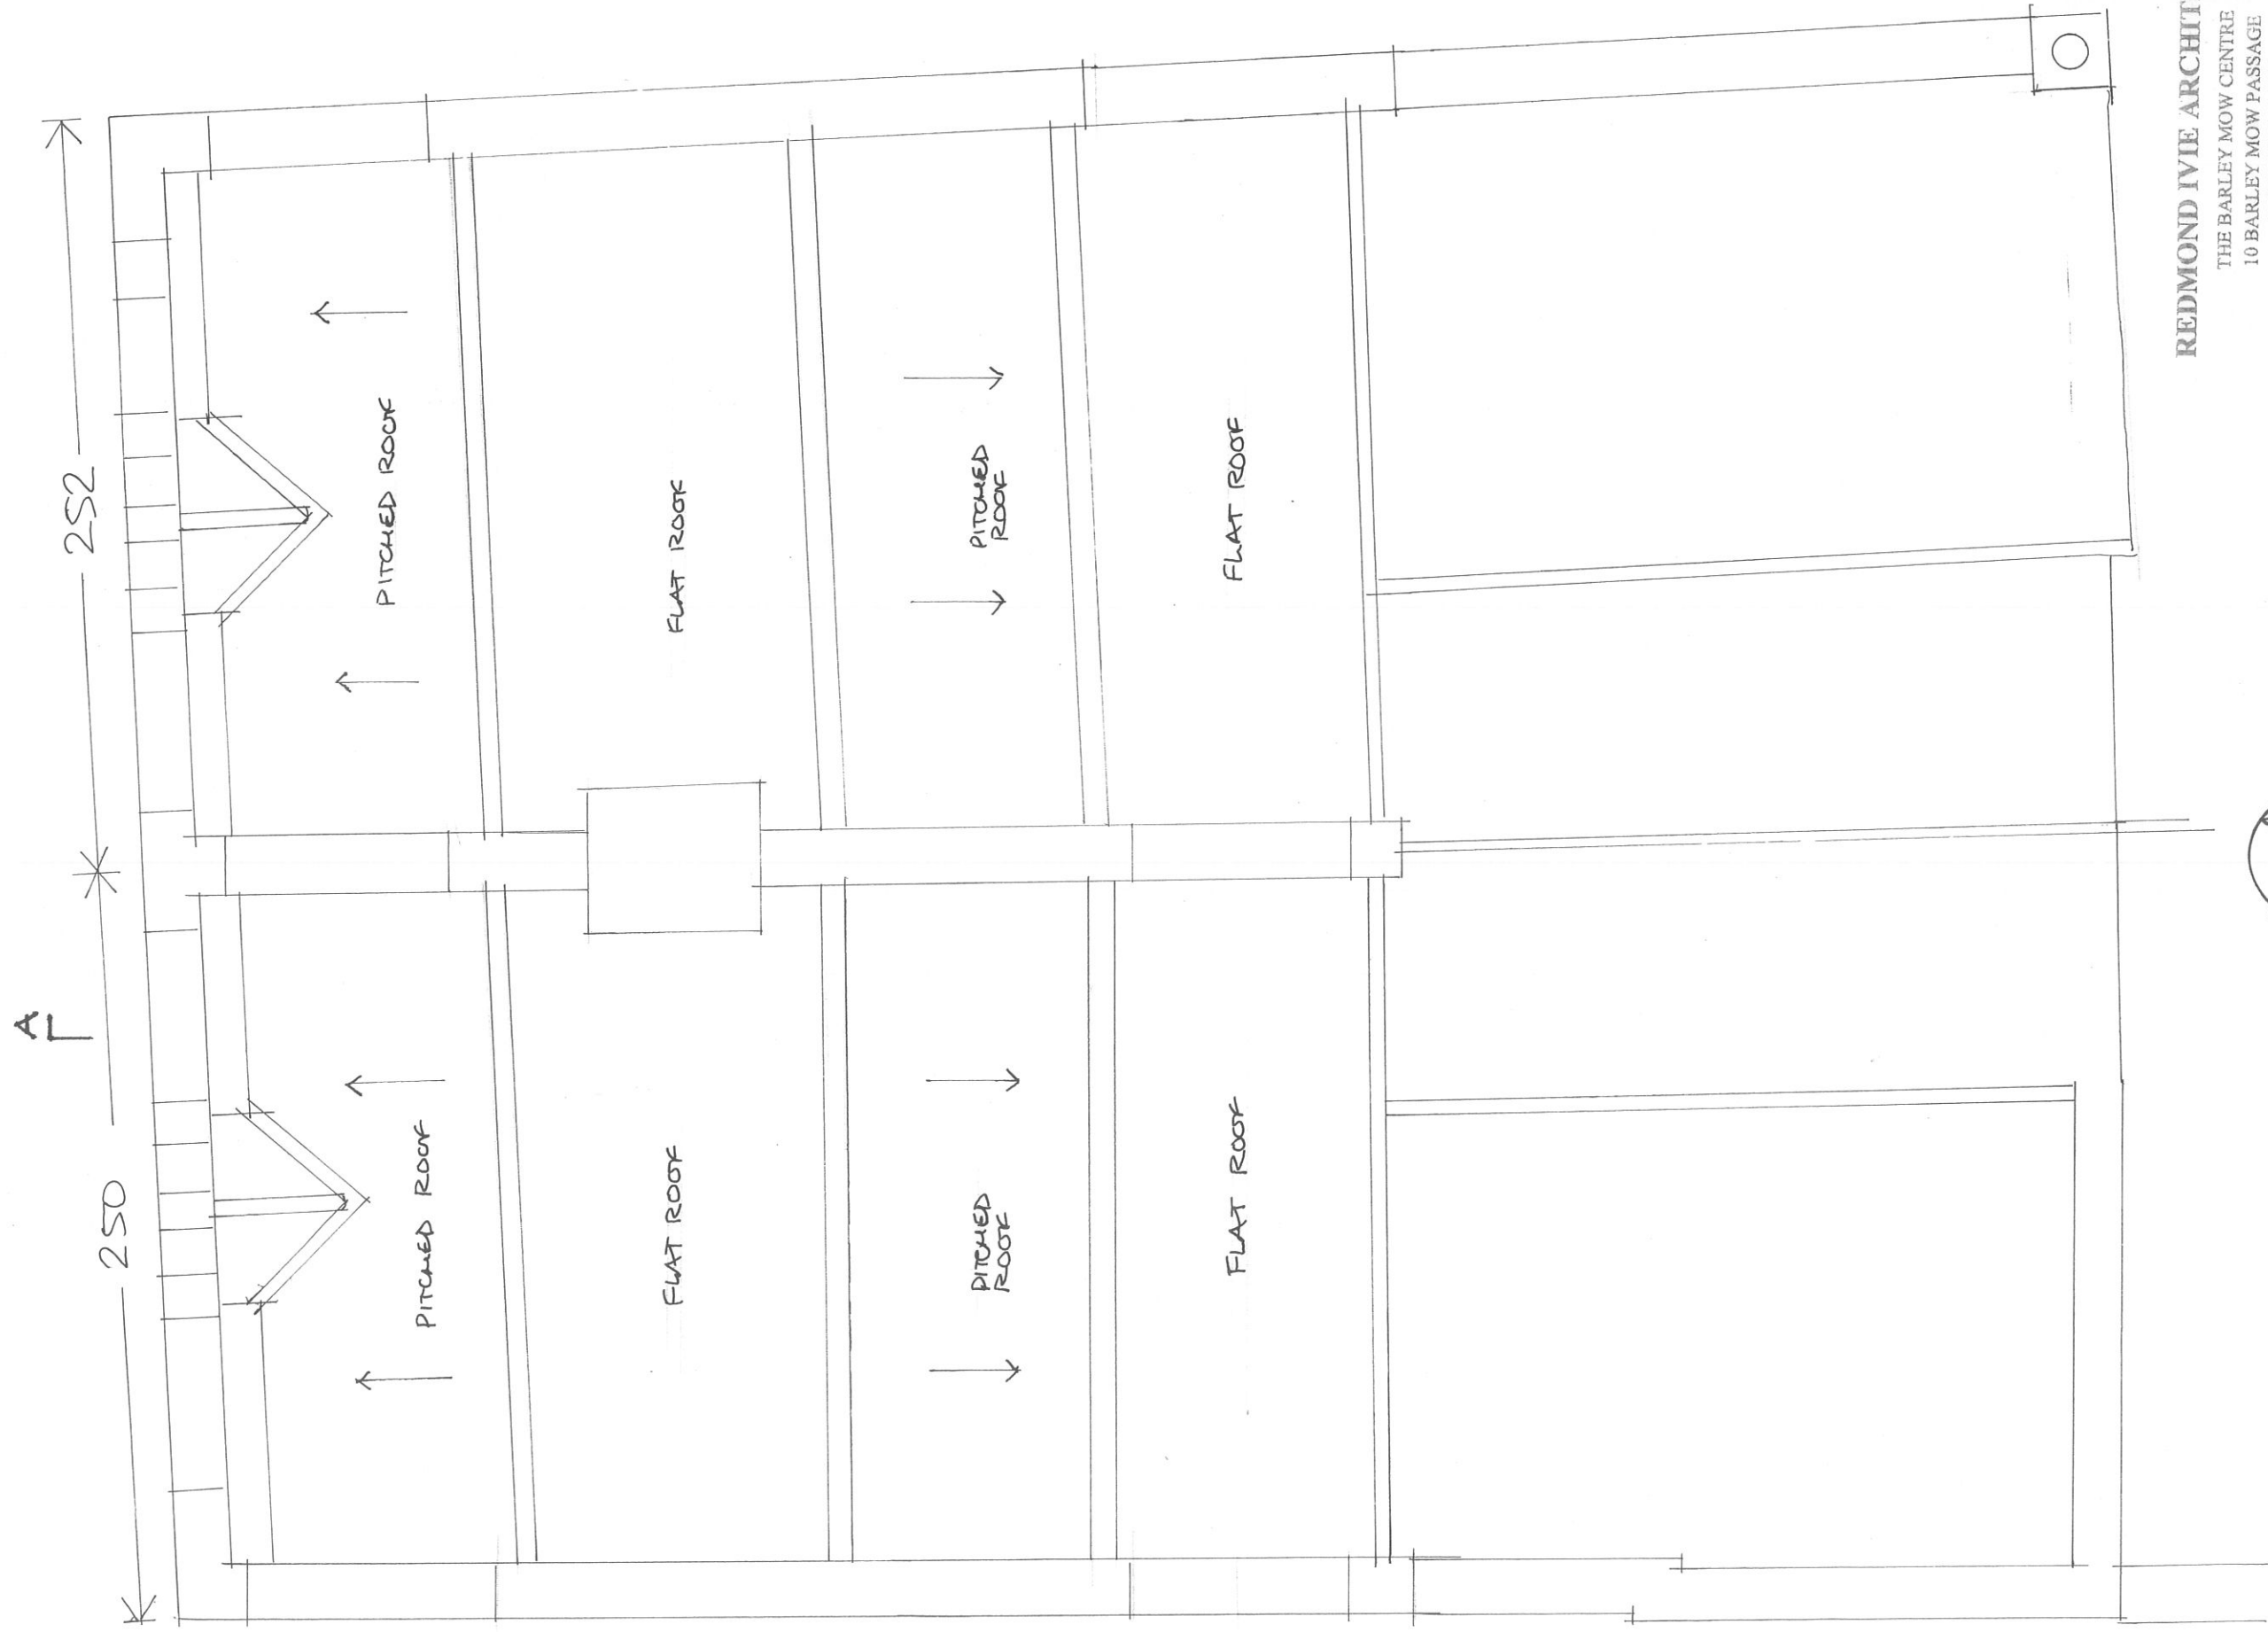 A
250
252
PITCHED ROOF
PITCHED ROOF
FLAT ROOF
FLAT ROOF
PITCHED
ROOF
PITCHED
ROOF
FLAT ROOF
FLAT ROOF
REDMOND IVIE ARCHIT
THE BARLEY MOW CENTRE
10 BARLEY MOW PASSAGE